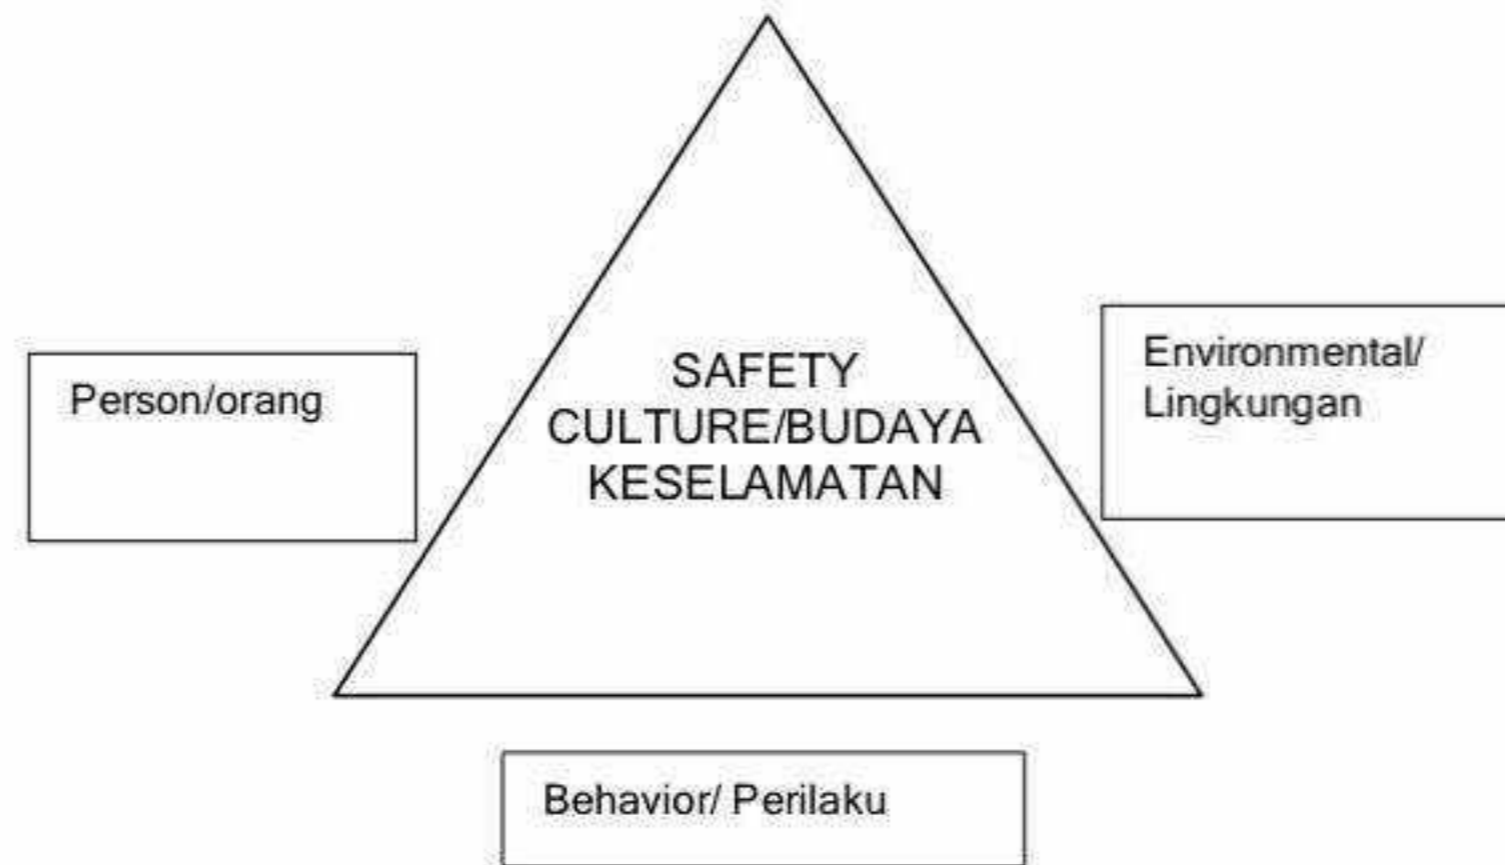 SAFETY
CULTURE/BUDAYA
KESELAMATAN
Person/orang
Environmental/
Lingkungan
Behavior/ Perilaku